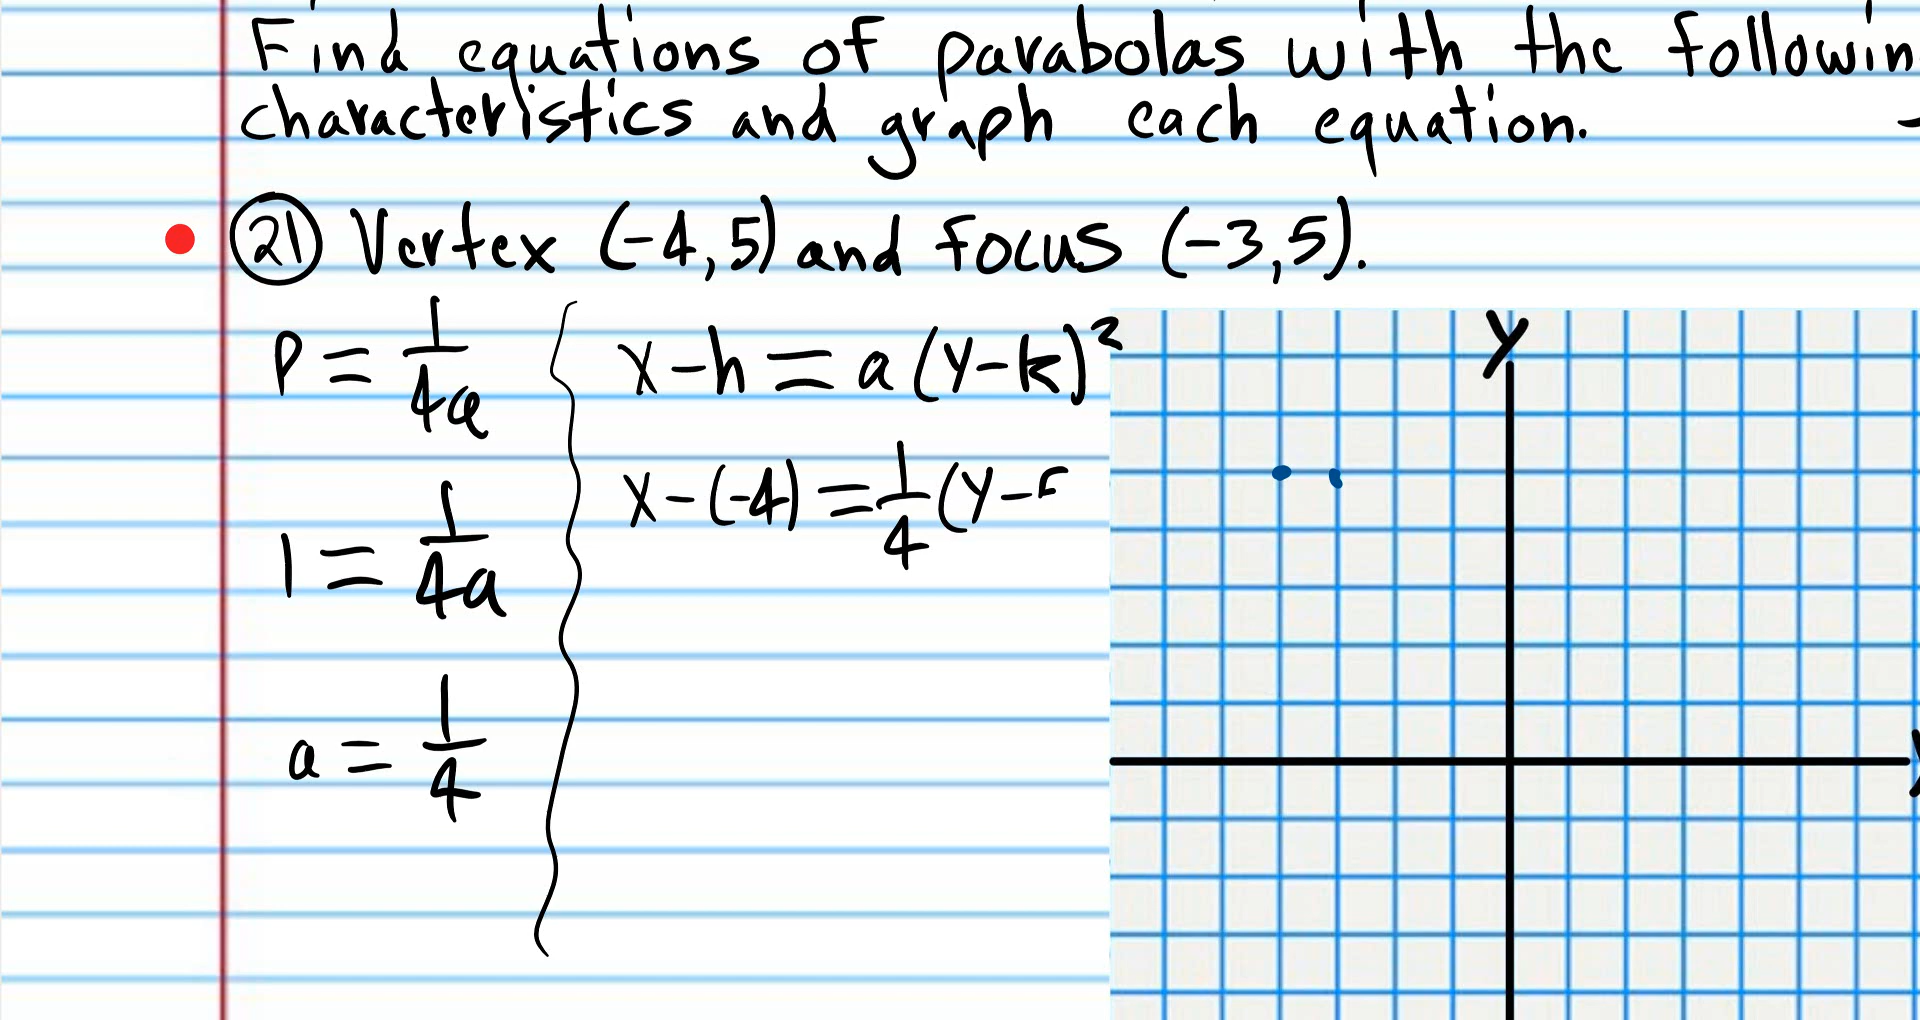 Find equations of parabolas with the followin
characteristics and graph each equation.
21 Vertex (-4,5) and focus (-3,5).
P = 1/4a
x-h = a(y-k)²
x-(-4) = 1/4(y-
1 = 1/4a
a = 1/4
y